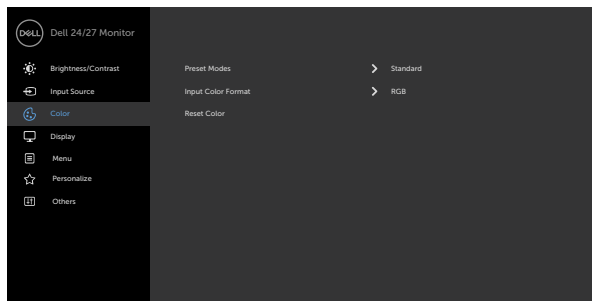 DELL Dell 24/27 Monitor
Brightness/Contrast Preset Modes Standard
Input Source Input Color Format RGB
Color Reset Color
Display
Menu
Personalize
Others